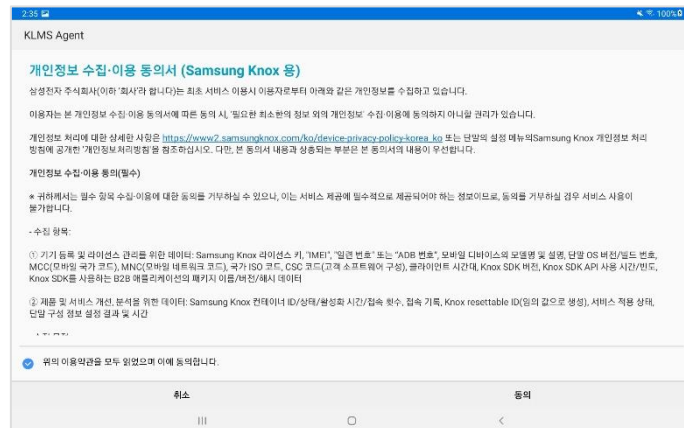 2:35
100%
KLMS Agent
개인정보 수집·이용 동의서 (Samsung Knox 용)
삼성전자 주식회사(이하 '회사'라 합니다)는 최초 서비스 이용시 이용자로부터 아래와 같은 개인정보를 수집하고 있습니다.
이용자는 본 개인정보 수집·이용 동의서에 따른 동의 시, '필요한 최소한의 정보 외의 개인정보' 수집·이용에 동의하지 아니할 권리가 있습니다.
개인정보 처리에 대한 상세한 사항은 https://www2.samsungknox.com/ko/device-privacy-policy-korea_ko 또는 단말의 설정 메뉴의Samsung Knox 개인정보 처리
방침에 공개한 '개인정보처리방침'을 참조하십시오. 다만, 본 동의서 내용과 상충되는 부분은 본 동의서의 내용이 우선합니다.
개인정보 수집·이용 동의(필수)
※ 귀하께서는 필수 항목 수집·이용에 대한 동의를 거부하실 수 있으나, 이는 서비스 제공에 필수적으로 제공되어야 하는 정보이므로, 동의를 거부하실 경우 서비스 사용이
불가합니다.
- 수집 항목:
① 기기 등록 및 라이선스 관리를 위한 데이터: Samsung Knox 라이선스 키, "IMEI", "일련 번호" 또는 "ADB 번호", 모바일 디바이스의 모델명 및 설명, 단말 OS 버전/빌드 번호,
MCC(모바일 국가 코드), MNC(모바일 네트워크 코드), 국가 ISO 코드, CSC 코드(고객 소프트웨어 구성), 클라이언트 시간대, Knox SDK 버전, Knox SDK API 사용 시간/빈도,
Knox SDK를 사용하는 B2B 애플리케이션의 패키지 이름/버전/해시 데이터
② 제품 및 서비스 개선, 분석을 위한 데이터: Samsung Knox 컨테이너 ID/상태/활성화 시간/접속 횟수, 접속 기록, Knox resettable ID(임의 값으로 생성), 서비스 적용 상태,
단말 구성 정보 설정 결과 및 시간
위의 이용약관을 모두 읽었으며 이에 동의합니다.
취소
동의